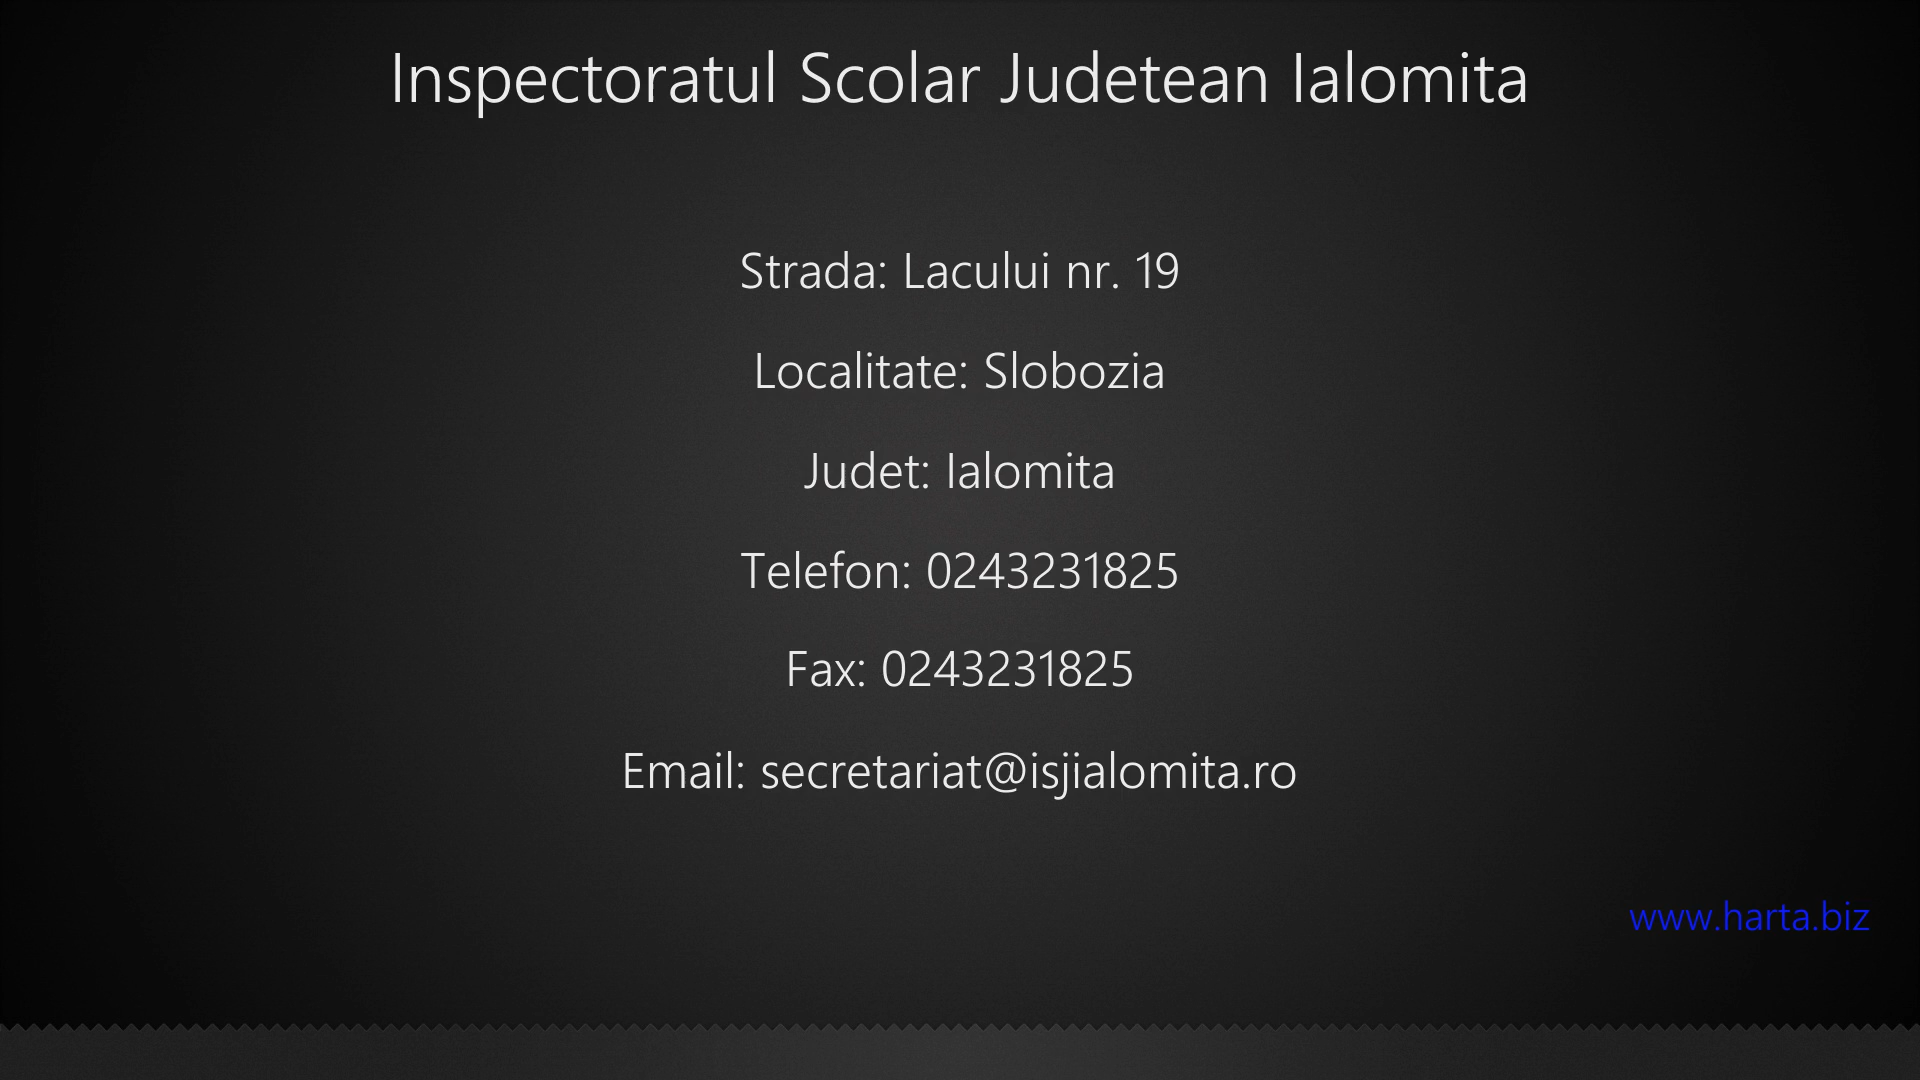 Inspectoratul Scolar Judetean Ialomita
Strada: Lacului nr. 19
Localitate: Slobozia
Judet: Ialomita
Telefon: 0243231825
Fax: 0243231825
Email: secretariat@isjialomita.ro
www.harta.biz